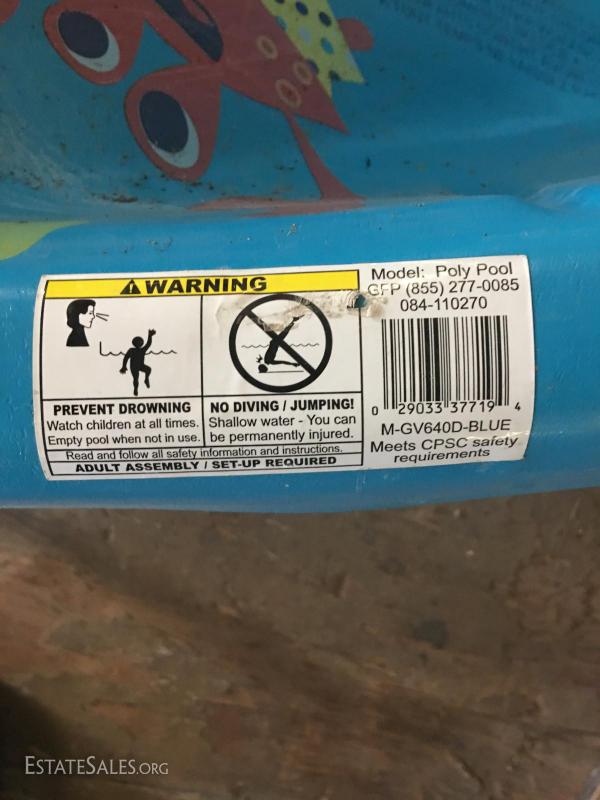 WARNING
PREVENT DROWNING
Watch children at all times.
Empty pool when not in use.
NO DIVING / JUMPING!
Shallow water - You can
be permanently injured.
Read and follow all safety information and instructions.
ADULT ASSEMBLY / SET-UP REQUIRED
Model: Poly Pool
GFP (855) 277-0085
084-110270
0 29033 37719 4
M-GV640D-BLUE
Meets CPSC safety
requirements
ESTATESALES.ORG